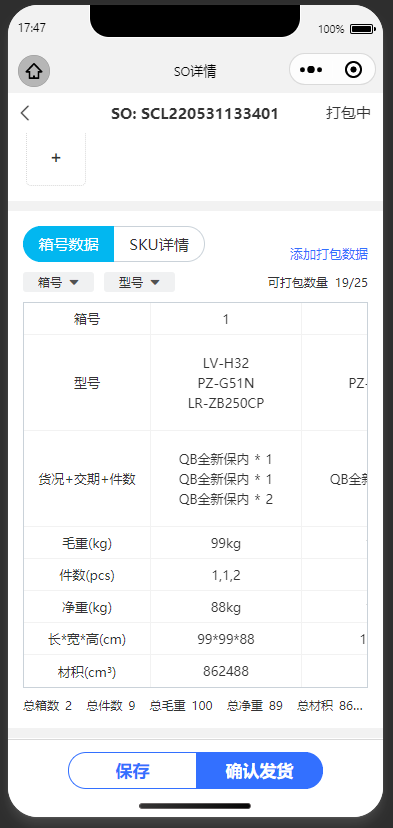 17:47 100%
SO详情
SO: SCL220531133401 打包中
+
箱号数据 SKU详情 添加打包数据
箱号 型号 可打包数量 19/25
箱号 1
型号 LV-H32
PZ-G51N PZ-
LR-ZB250CP
QB全新保内 * 1
货况+交期+件数 QB全新保内 * 1 QB全新
QB全新保内 * 2
毛重(kg) 99kg
件数(pcs) 1,1,2
净重(kg) 88kg
长*宽*高(cm) 99*99*88 1
材积(cm³) 862488
总箱数 2 总件数 9 总毛重 100 总净重 89 总材积 86...
保存 确认发货